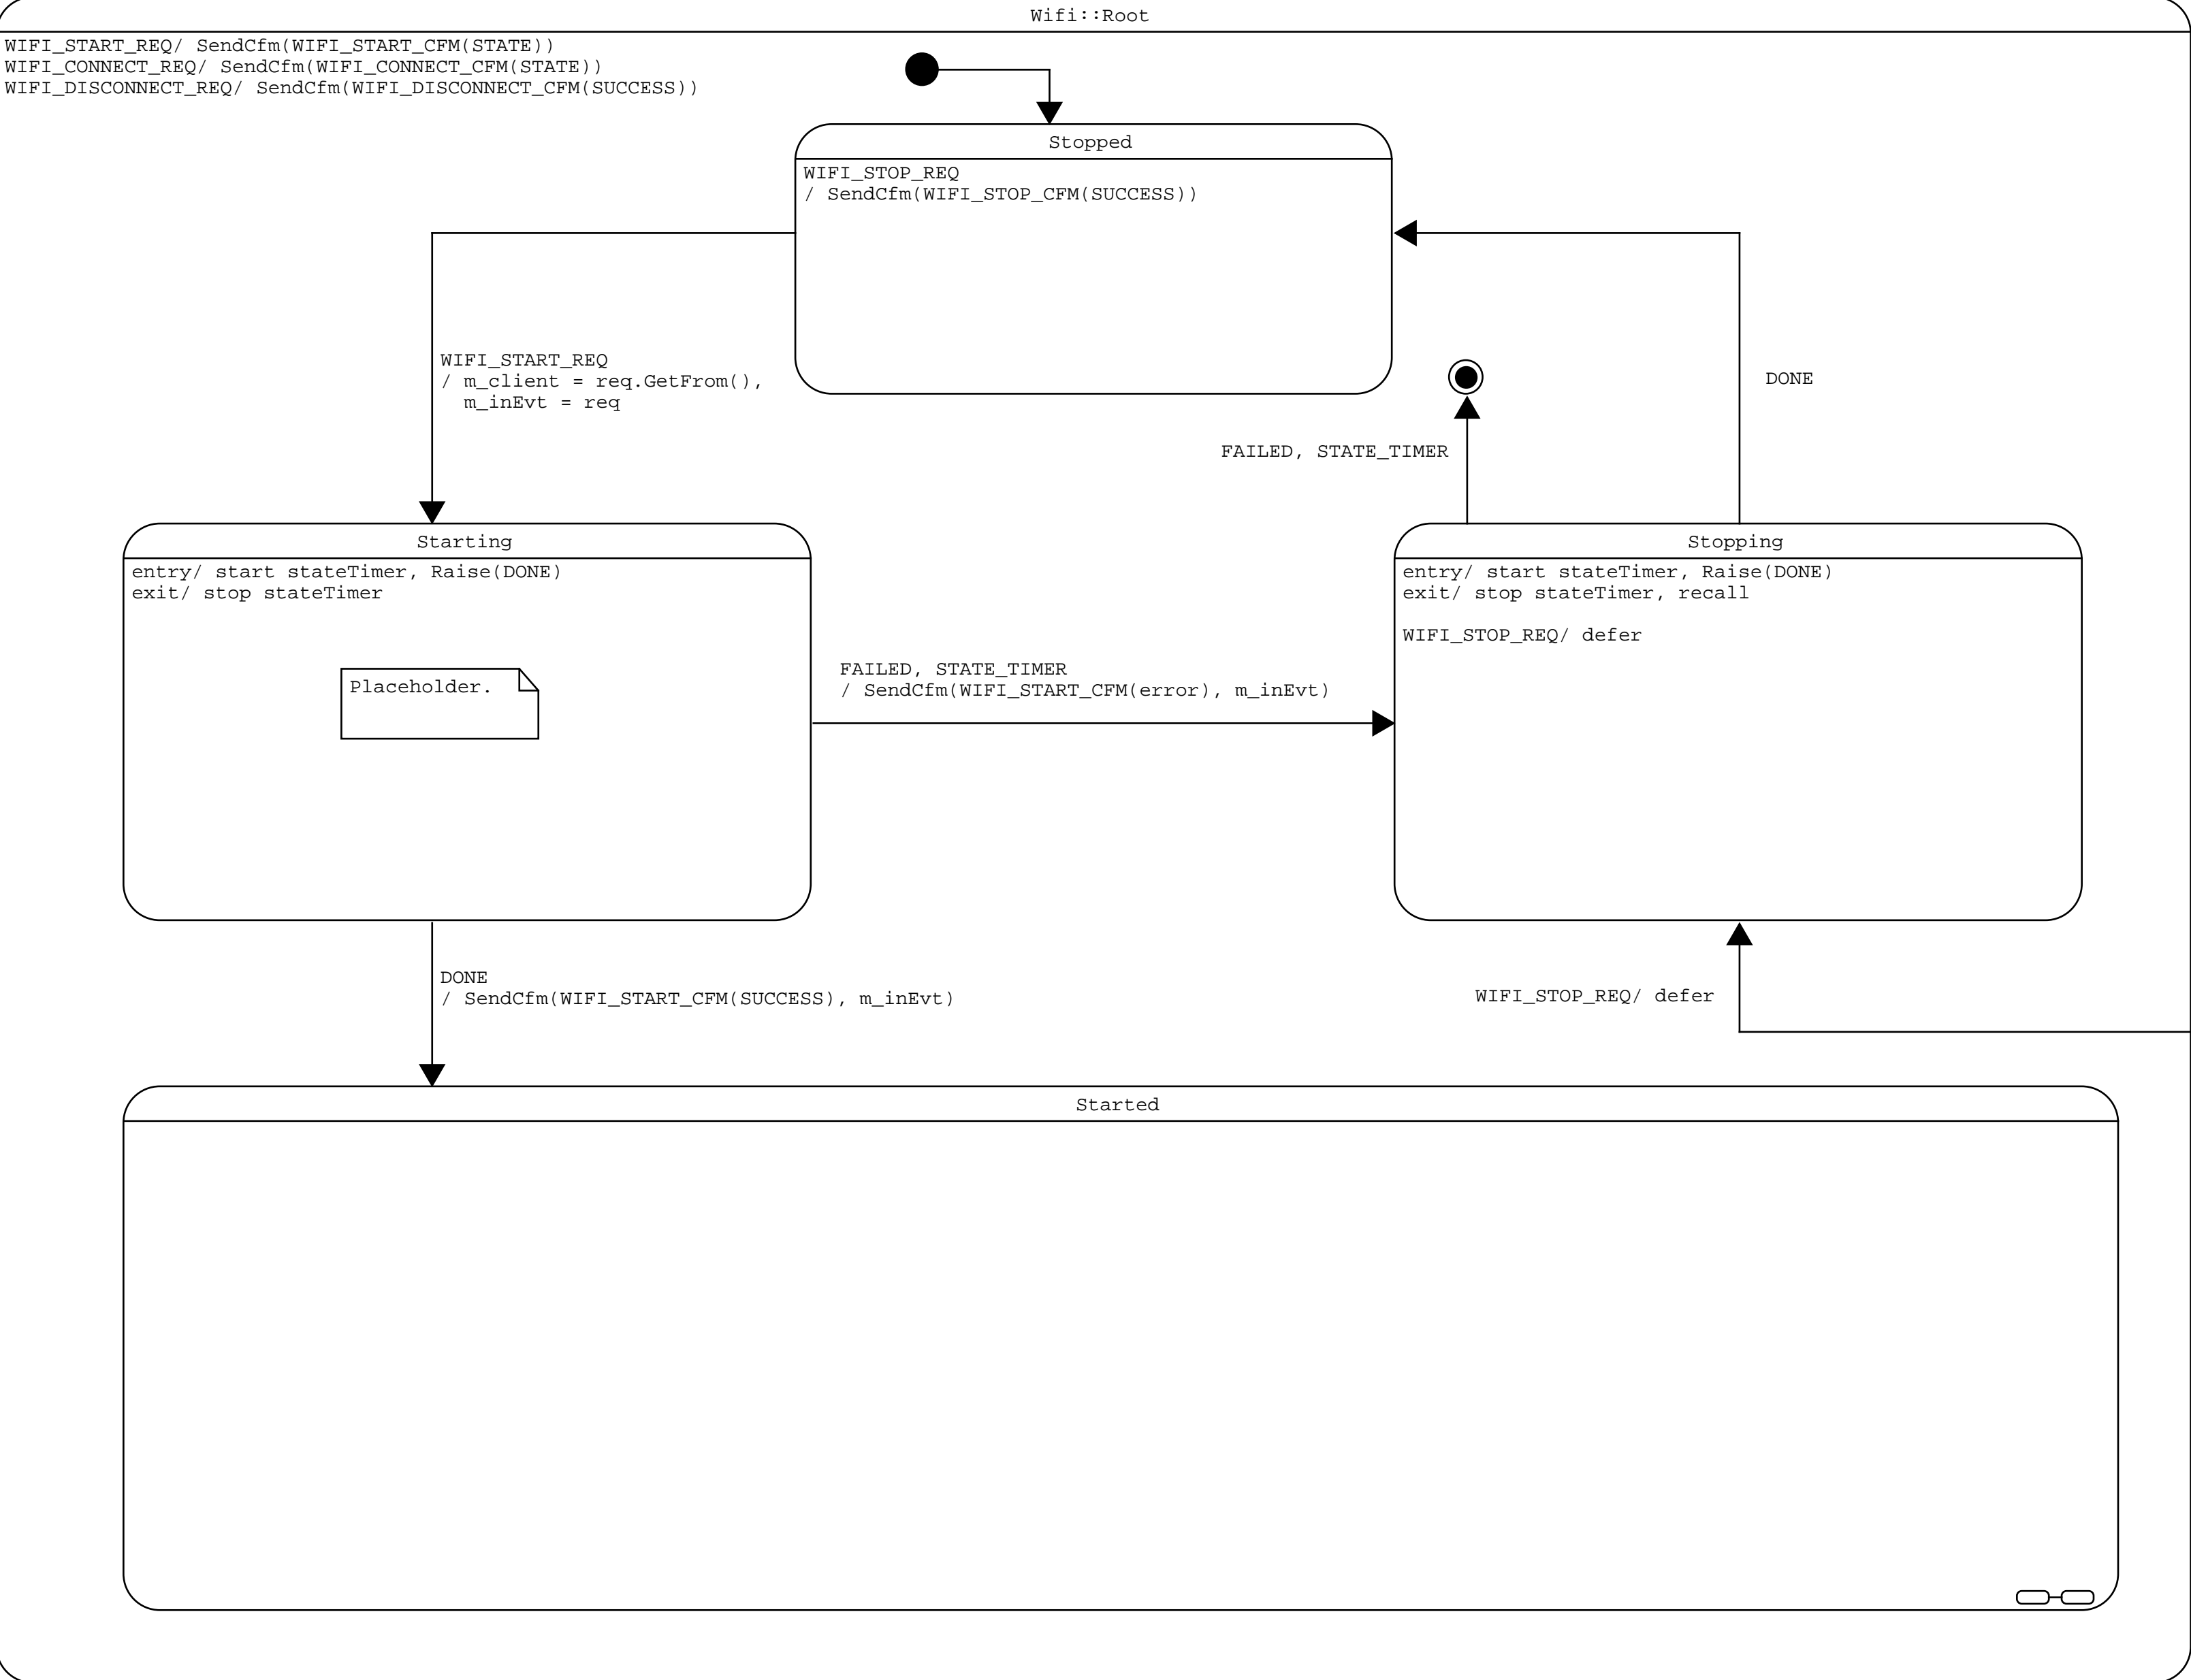 Wifi::Root
WIFI_START_REQ/ SendCfm(WIFI_START_CFM(STATE))
WIFI_CONNECT_REQ/ SendCfm(WIFI_CONNECT_CFM(STATE))
WIFI_DISCONNECT_REQ/ SendCfm(WIFI_DISCONNECT_CFM(SUCCESS))
Stopped
WIFI_STOP_REQ
/ SendCfm(WIFI_STOP_CFM(SUCCESS))
WIFI_START_REQ
/ m_client = req.GetFrom(),
m_inEvt = req
DONE
FAILED, STATE_TIMER
Starting
entry/ start stateTimer, Raise(DONE)
exit/ stop stateTimer
Placeholder.
FAILED, STATE_TIMER
/ SendCfm(WIFI_START_CFM(error), m_inEvt)
Stopping
entry/ start stateTimer, Raise(DONE)
exit/ stop stateTimer, recall
WIFI_STOP_REQ/ defer
DONE
/ SendCfm(WIFI_START_CFM(SUCCESS), m_inEvt)
WIFI_STOP_REQ/ defer
Started